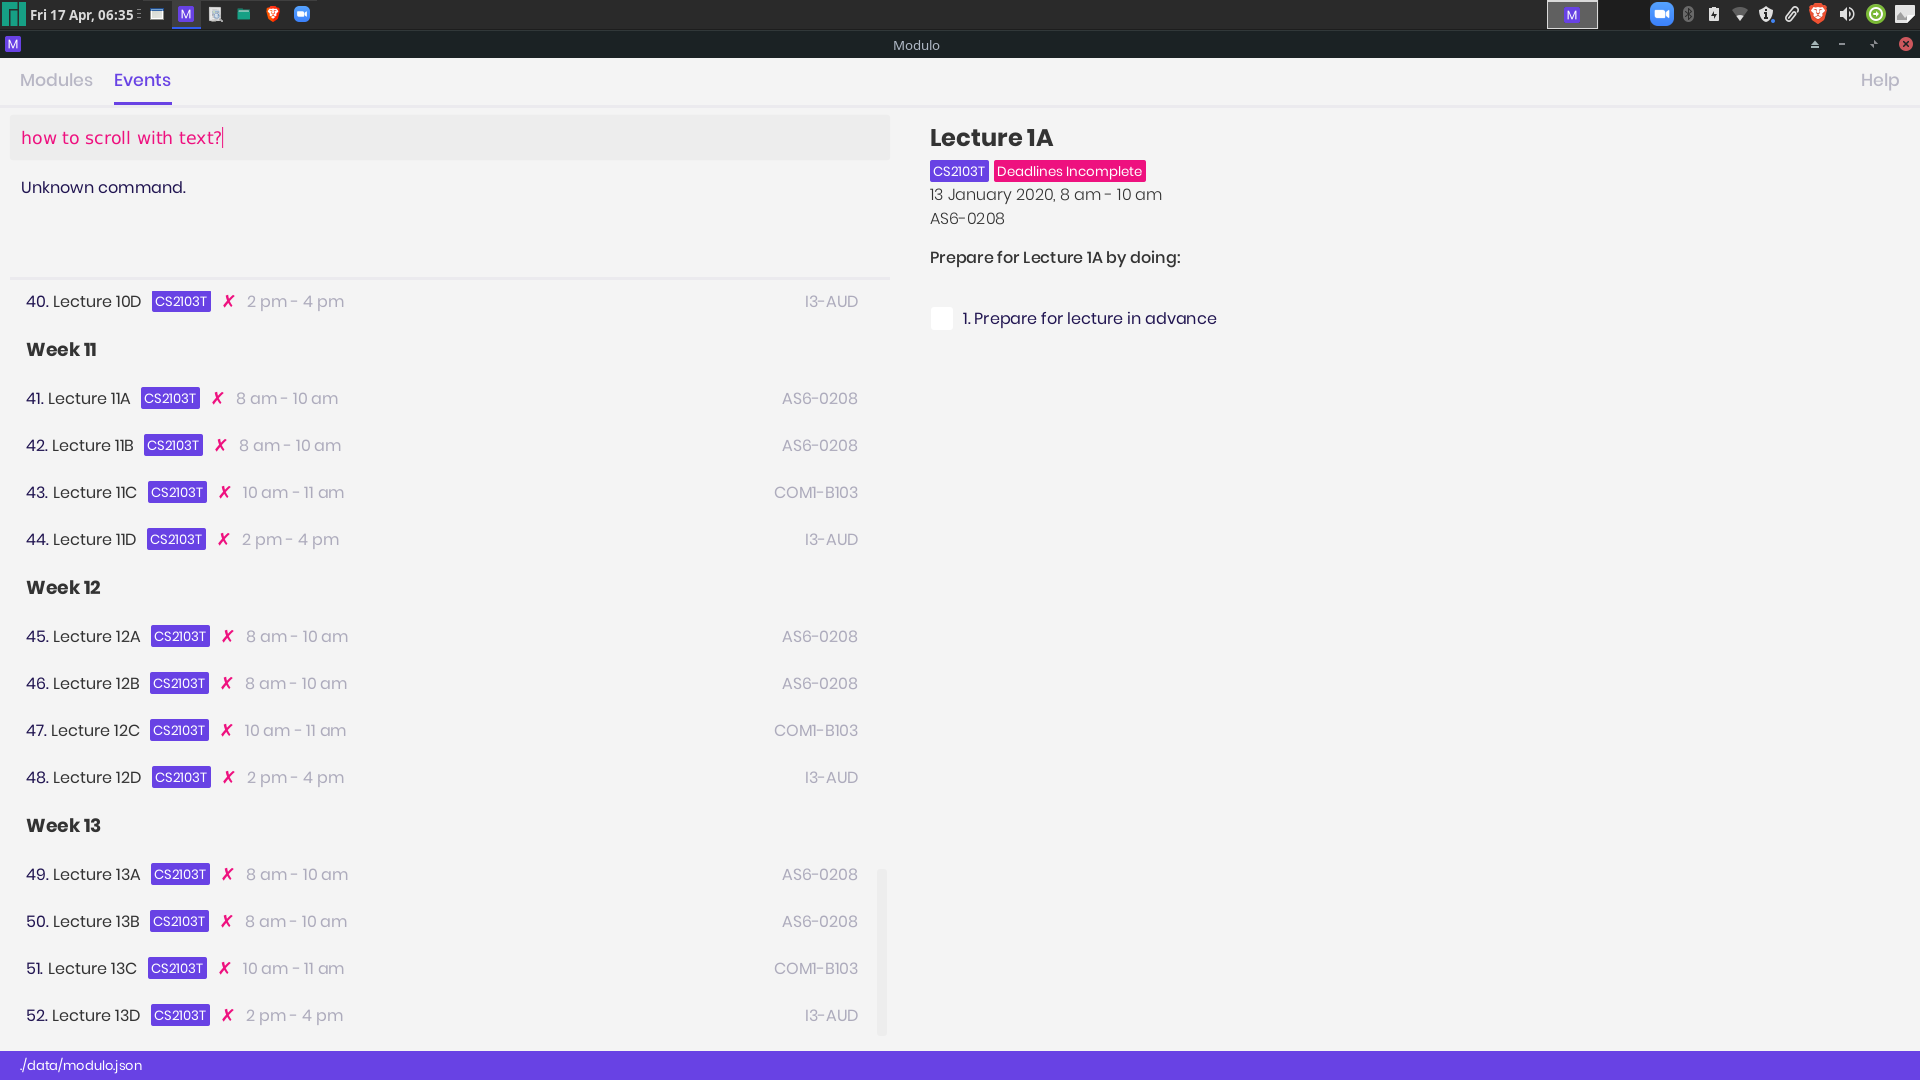 Fri 17 Apr, 06:35
M
M
M
Modulo
Modules Events Help
how to scroll with text?
Unknown command.
40. Lecture 10D CS2103T ✗ 2 pm - 4 pm I3-AUD
Week 11
41. Lecture 11A CS2103T ✗ 8 am - 10 am AS6-0208
42. Lecture 11B CS2103T ✗ 8 am - 10 am AS6-0208
43. Lecture 11C CS2103T ✗ 10 am - 11 am COM1-B103
44. Lecture 11D CS2103T ✗ 2 pm - 4 pm I3-AUD
Week 12
45. Lecture 12A CS2103T ✗ 8 am - 10 am AS6-0208
46. Lecture 12B CS2103T ✗ 8 am - 10 am AS6-0208
47. Lecture 12C CS2103T ✗ 10 am - 11 am COM1-B103
48. Lecture 12D CS2103T ✗ 2 pm - 4 pm I3-AUD
Week 13
49. Lecture 13A CS2103T ✗ 8 am - 10 am AS6-0208
50. Lecture 13B CS2103T ✗ 8 am - 10 am AS6-0208
51. Lecture 13C CS2103T ✗ 10 am - 11 am COM1-B103
52. Lecture 13D CS2103T ✗ 2 pm - 4 pm I3-AUD
Lecture 1A
CS2103T Deadlines Incomplete
13 January 2020, 8 am - 10 am
AS6-0208
Prepare for Lecture 1A by doing:
1. Prepare for lecture in advance
./data/modulo.json